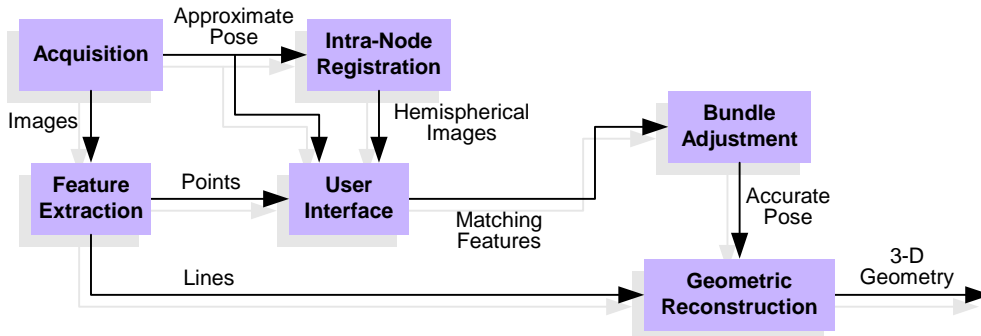 Approximate
Pose
Acquisition
Intra-Node
Registration
Images
Hemispherical
Images
Bundle
Adjustment
Feature
Extraction
Points
User
Interface
Matching
Features
Accurate
Pose
Lines
Geometric
Reconstruction
3-D
Geometry